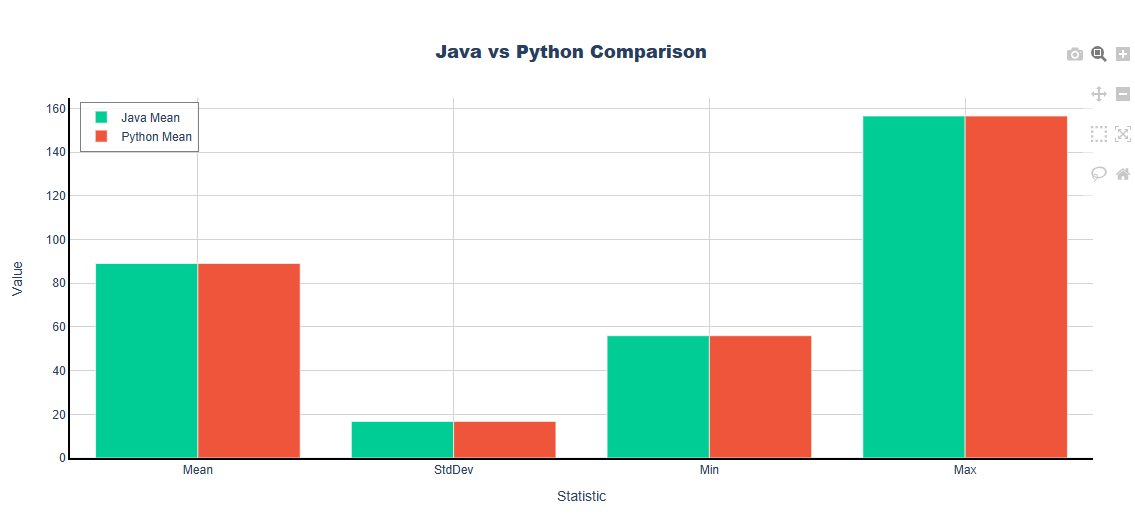 Java vs Python Comparison
Java Mean
Python Mean
160
140
120
100
80
60
40
20
0
Value
Mean StdDev Min Max
Statistic